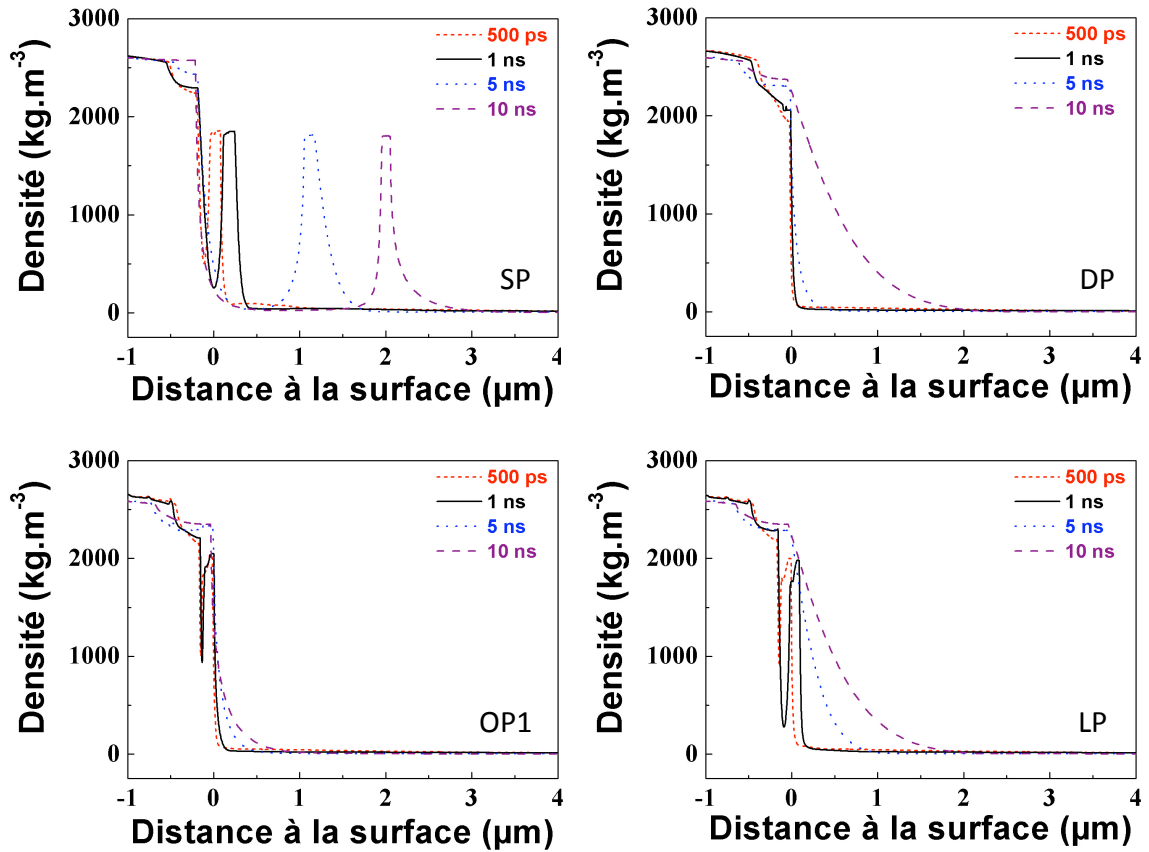 3000
2000
1000
0
Densité (kg.m-3)
500 ps
1 ns
5 ns
10 ns
SP
-1 0 1 2 3 4
Distance à la surface (µm)
3000
2000
1000
0
Densité (kg.m-3)
500 ps
1 ns
5 ns
10 ns
DP
-1 0 1 2 3 4
Distance à la surface (µm)
3000
2000
1000
0
Densité (kg.m-3)
500 ps
1 ns
5 ns
10 ns
OP1
-1 0 1 2 3 4
Distance à la surface (µm)
3000
2000
1000
0
Densité (kg.m-3)
500 ps
1 ns
5 ns
10 ns
LP
-1 0 1 2 3 4
Distance à la surface (µm)